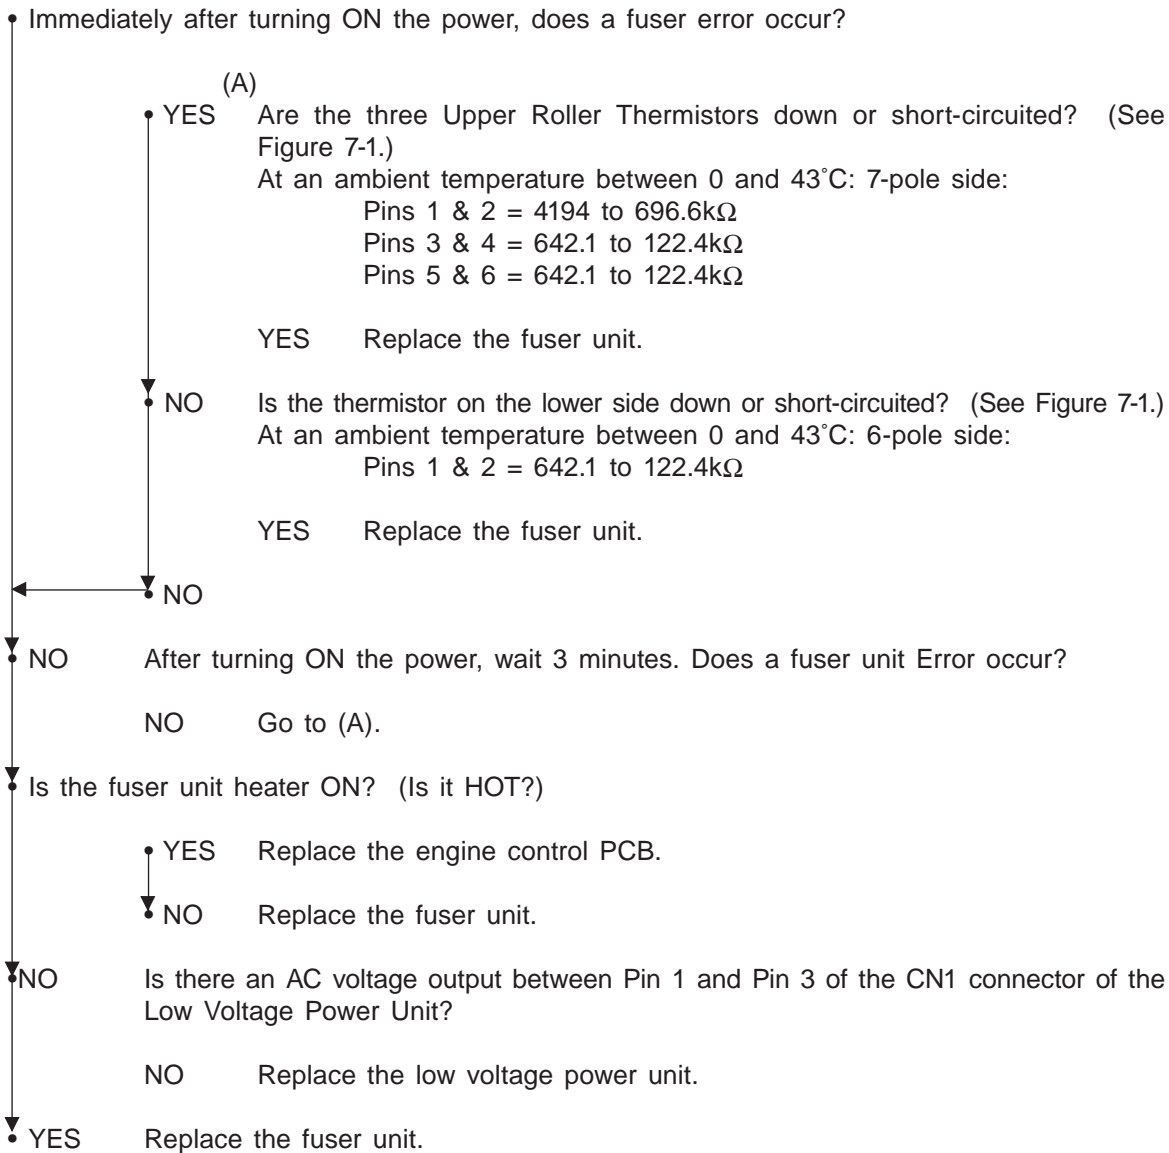 • Immediately after turning ON the power, does a fuser error occur?
(A)
• YES Are the three Upper Roller Thermistors down or short-circuited? (See
Figure 7-1.)
At an ambient temperature between 0 and 43˚C: 7-pole side:
Pins 1 & 2 = 4194 to 696.6kΩ
Pins 3 & 4 = 642.1 to 122.4kΩ
Pins 5 & 6 = 642.1 to 122.4kΩ
YES Replace the fuser unit.
• NO Is the thermistor on the lower side down or short-circuited? (See Figure 7-1.)
At an ambient temperature between 0 and 43˚C: 6-pole side:
Pins 1 & 2 = 642.1 to 122.4kΩ
YES Replace the fuser unit.
• NO
• NO After turning ON the power, wait 3 minutes. Does a fuser unit Error occur?
NO Go to (A).
• Is the fuser unit heater ON? (Is it HOT?)
• YES Replace the engine control PCB.
• NO Replace the fuser unit.
•NO Is there an AC voltage output between Pin 1 and Pin 3 of the CN1 connector of the
Low Voltage Power Unit?
NO Replace the low voltage power unit.
• YES Replace the fuser unit.